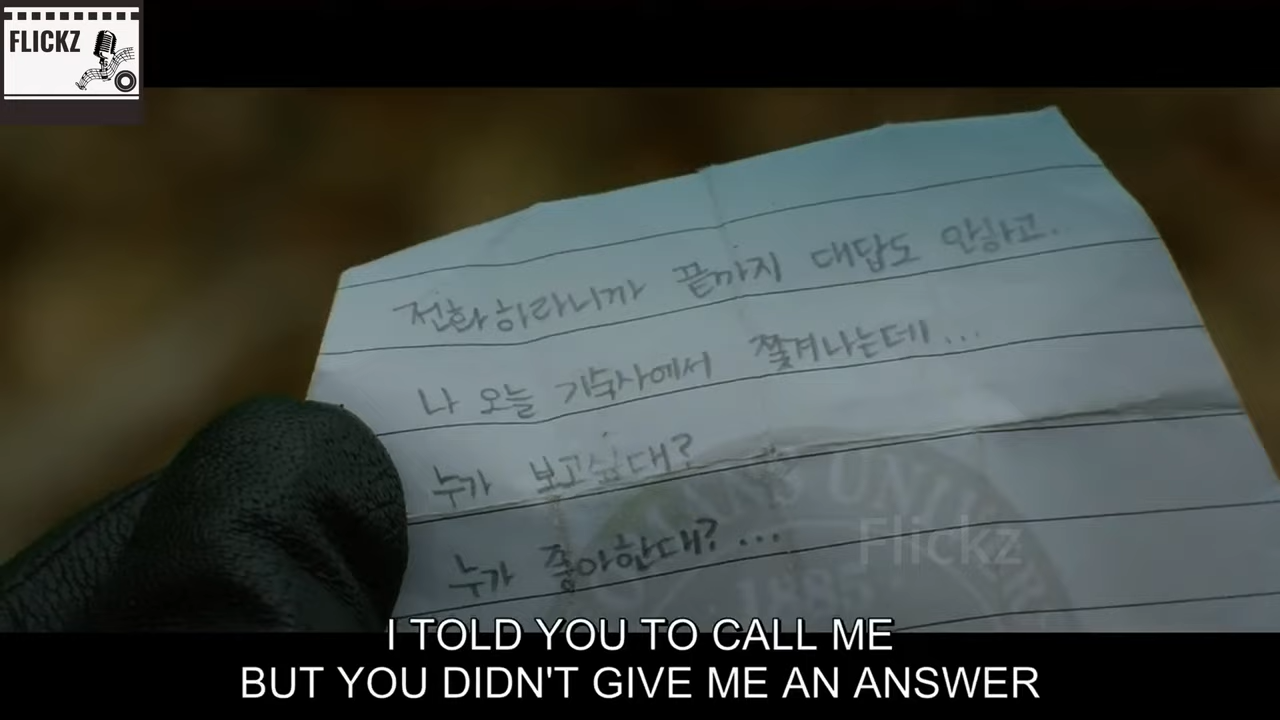 FLICKZ
전화하라니까 끝까지 대답도 안하고.
나 오늘 기숙사에서 쫓겨나는데...
누가 보고싶대?
누가 좋아한대? ...
UNIVER
1885
Flickz
I TOLD YOU TO CALL ME
BUT YOU DIDN'T GIVE ME AN ANSWER